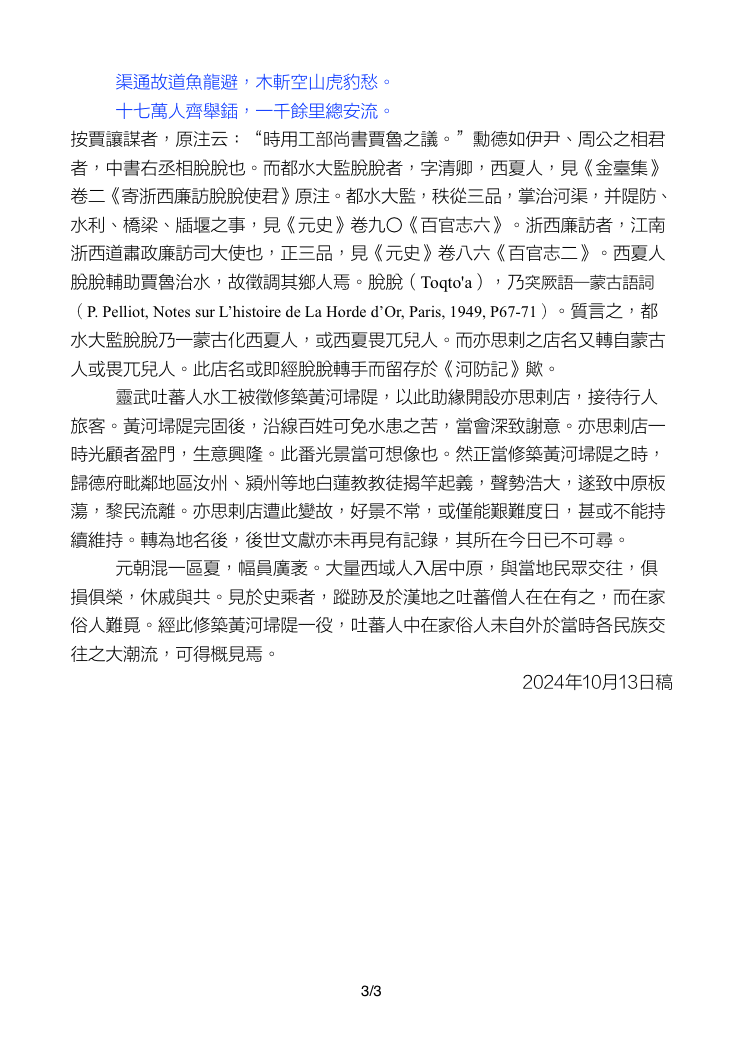 渠通故道魚龍避，木斬空山虎豹愁。
十七萬人齊舉鍤，一千餘里總安流。
按賈讓謀者，原注云：“時用工部尚書賈魯之議。”勳德如伊尹、周公之相君
者，中書右丞相脫脫也。而都水大監脫脫者，字清卿，西夏人，見《金臺集》
卷二《寄浙西廉訪脫脫使君》原注。都水大監，秩從三品，掌治河渠，并隄防、
水利、橋梁、牐堰之事，見《元史》卷九〇《百官志六》。浙西廉訪者，江南
浙西道肅政廉訪司大使也，正三品，見《元史》卷八六《百官志二》。西夏人
脫脫輔助賈魯治水，故徵調其鄉人焉。脫脫（Toqto'a），乃突厥語—蒙古語詞
（P. Pelliot, Notes sur L’histoire de La Horde d’Or, Paris, 1949, P67-71）。質言之，都
水大監脫脫乃一蒙古化西夏人，或西夏畏兀兒人。而亦思剌之店名又轉自蒙古
人或畏兀兒人。此店名或即經脫脫轉手而留存於《河防記》歟。
靈武吐蕃人水工被徵修築黃河埽隄，以此助緣開設亦思剌店，接待行人
旅客。黃河埽隄完固後，沿線百姓可免水患之苦，當會深致謝意。亦思剌店一
時光顧者盈門，生意興隆。此番光景當可想像也。然正當修築黃河埽隄之時，
歸德府毗鄰地區汝州、潁州等地白蓮教教徒揭竿起義，聲勢浩大，遂致中原板
蕩，黎民流離。亦思剌店遭此變故，好景不常，或僅能艱難度日，甚或不能持
續維持。轉為地名後，後世文獻亦未再見有記錄，其所在今日已不可尋。
元朝混一區夏，幅員廣袤。大量西域人入居中原，與當地民眾交往，俱
損俱榮，休戚與共。見於史乘者，蹤跡及於漢地之吐蕃僧人在在有之，而在家
俗人難覓。經此修築黃河埽隄一役，吐蕃人中在家俗人未自外於當時各民族交
往之大潮流，可得概見焉。
2024年10月13日稿
3/3